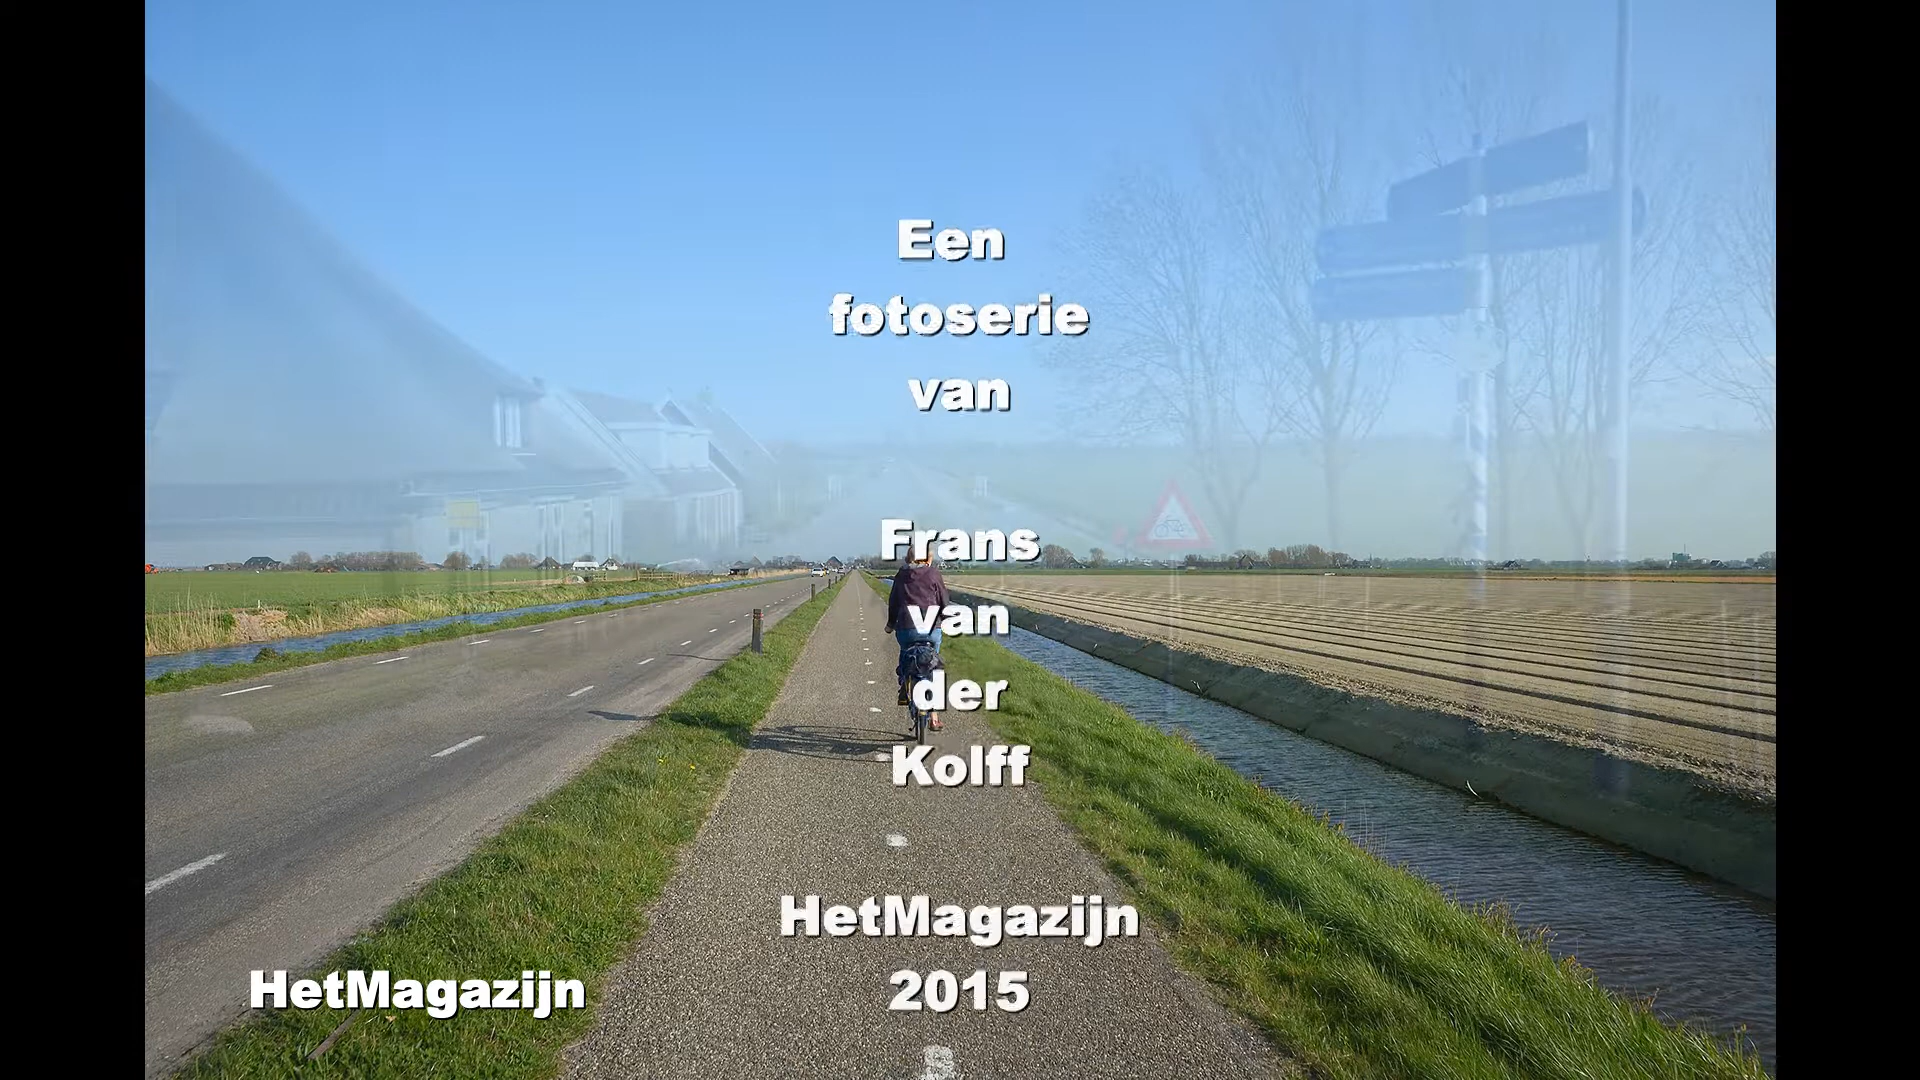 Een
fotoserie
van
Frans
van
der
Kolff
HetMagazijn
2015
HetMagazijn